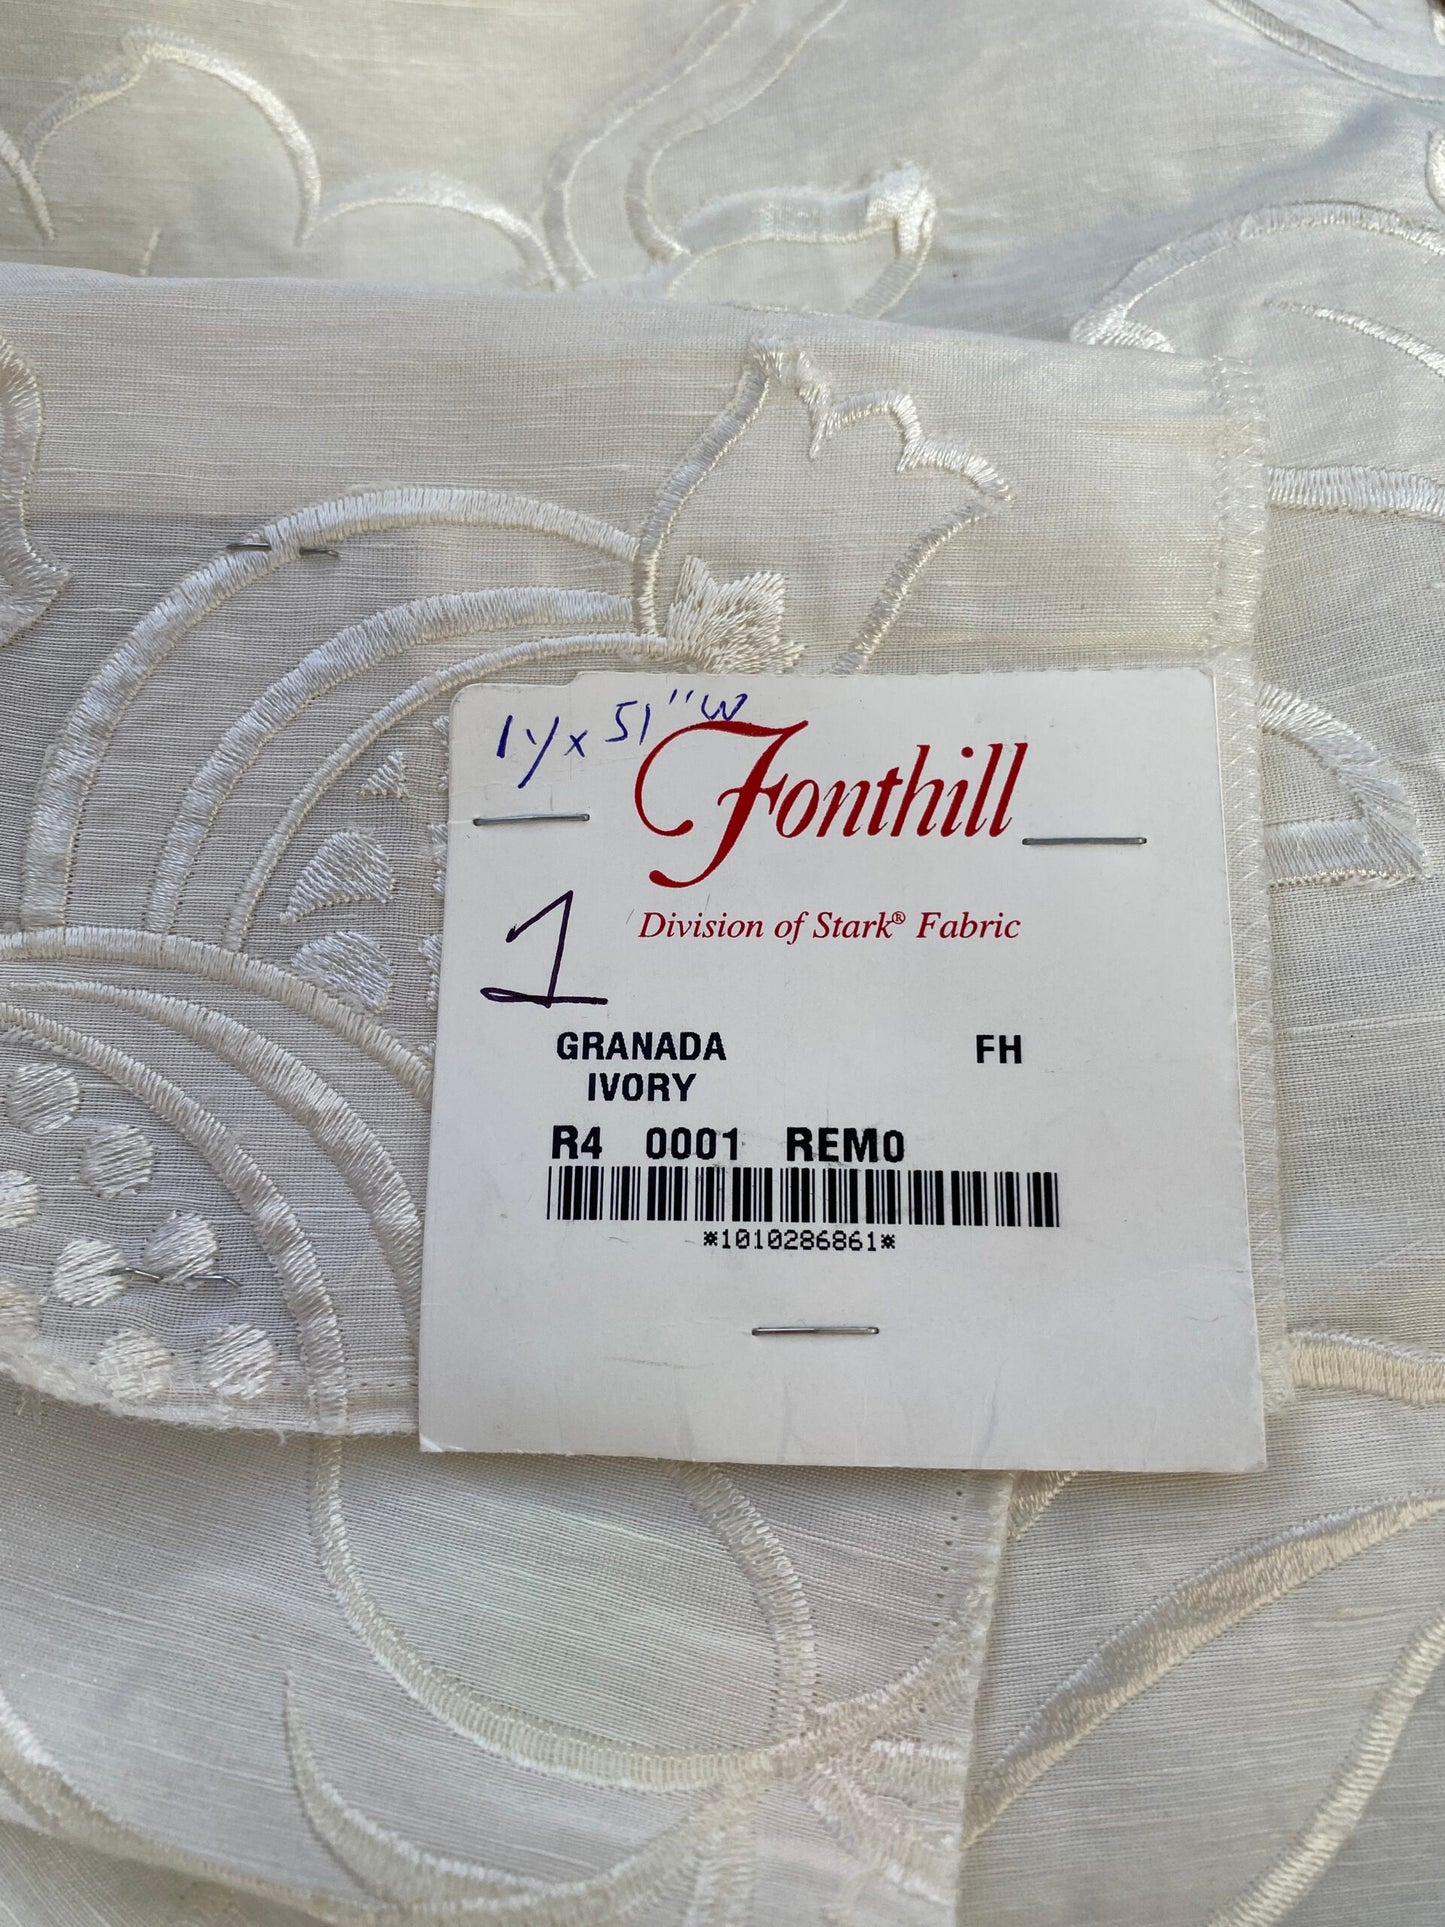 1y x 51"W
Fonthill
Division of Stark® Fabric
1
GRANADA FH
IVORY
R4 0001 REM0
*1010286861*